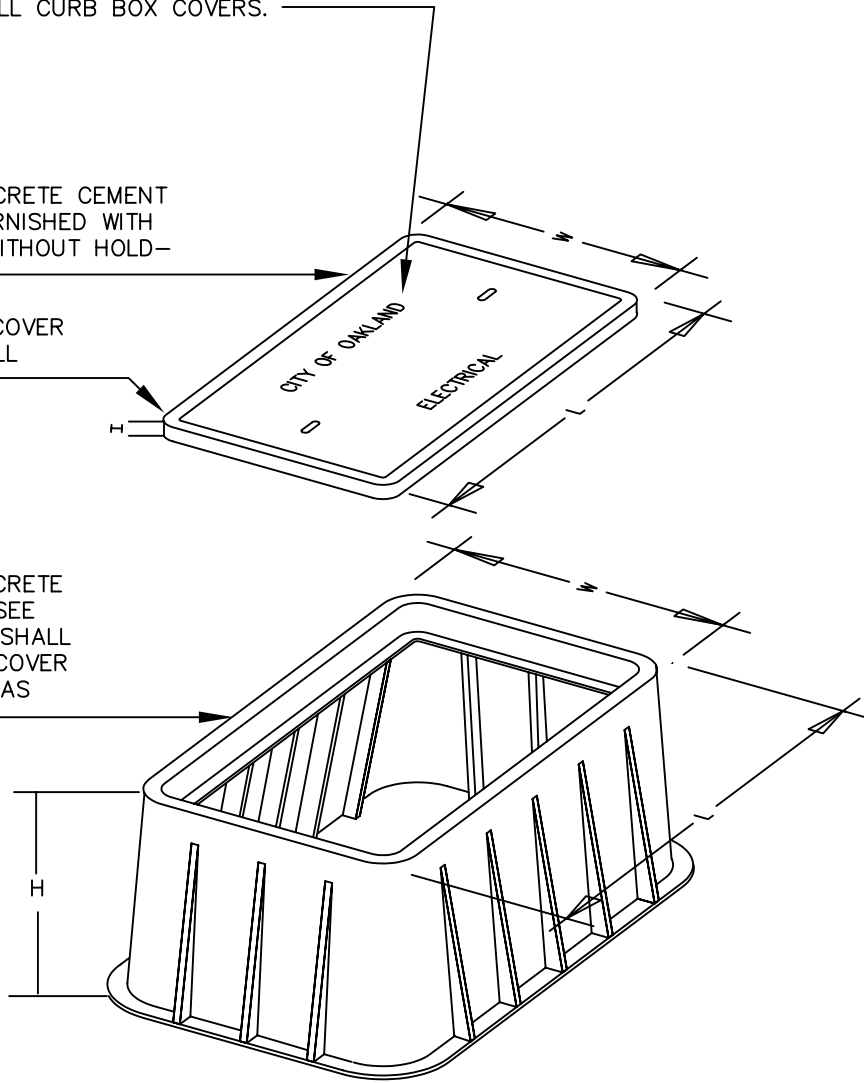 LL CURB BOX COVERS.
CRETE CEMENT
RNISHED WITH
WITHOUT HOLD–
W
COVER
LL
CITY OF OAKLAND
ELECTRICAL
L
H
W
CRETE
SEE
SHALL
COVER
AS
L
H